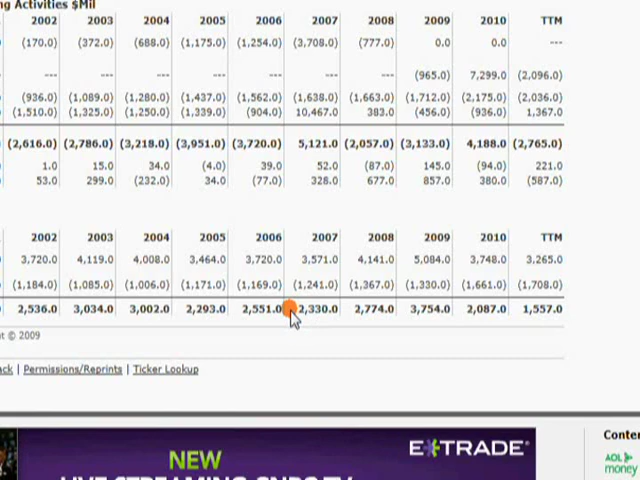 ng Activities $Mil
2002 2003 2004 2005 2006 2007 2008 2009 2010 TTM
(170.0) (372.0) (688.0) (1,175.0) (1,254.0) (3,708.0) (777.0) 0.0 0.0 ---
--- --- --- --- --- --- --- (965.0) 7,299.0 (2,096.0)
(936.0) (1,089.0) (1,280.0) (1,437.0) (1,562.0) (1,638.0) (1,663.0) (1,712.0) (2,175.0) (2,036.0)
(1,510.0) (1,325.0) (1,250.0) (1,339.0) (904.0) 10,467.0 383.0 (456.0) (936.0) 1,367.0
(2,616.0) (2,786.0) (3,218.0) (3,951.0) (3,720.0) 5,121.0 (2,057.0) (3,133.0) 4,188.0 (2,765.0)
1.0 15.0 34.0 (4.0) 39.0 52.0 (87.0) 145.0 (94.0) 221.0
53.0 299.0 (232.0) 34.0 (77.0) 328.0 677.0 857.0 380.0 (587.0)
2002 2003 2004 2005 2006 2007 2008 2009 2010 TTM
3,720.0 4,119.0 4,008.0 3,464.0 3,720.0 3,571.0 4,141.0 5,084.0 3,748.0 3,265.0
(1,184.0) (1,085.0) (1,006.0) (1,171.0) (1,169.0) (1,241.0) (1,367.0) (1,330.0) (1,661.0) (1,708.0)
2,536.0 3,034.0 3,002.0 2,293.0 2,551.0 2,330.0 2,774.0 3,754.0 2,087.0 1,557.0
t © 2009
ack | Permissions/Reprints | Ticker Lookup
E*TRADE
NEW
LIVE STREAMING CNBC TV
Conter
AOL
money